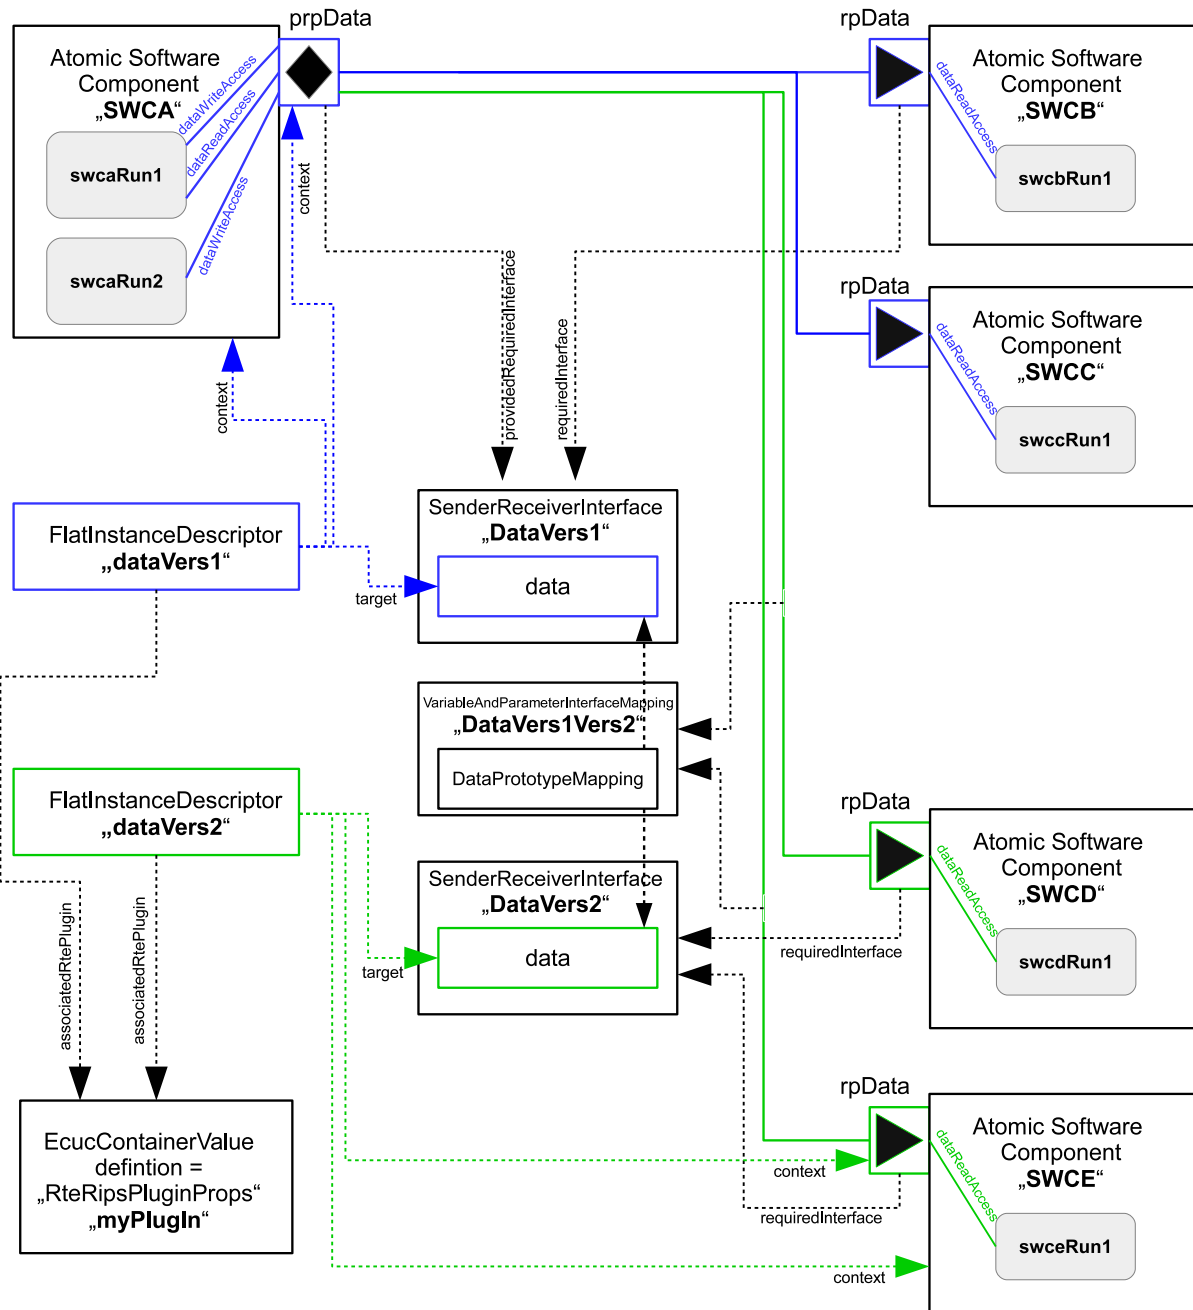 prpData
rpData
Atomic Software
Component
„SWCA“
dataWriteAccess
dataReadAccess
dataWriteAccess
swcaRun1
swcaRun2
Atomic Software
Component
„SWCB“
dataReadAccess
swcbRun1
context
providedRequiredInterface
requiredInterface
rpData
Atomic Software
Component
„SWCC“
dataReadAccess
swccRun1
context
FlatInstanceDescriptor
„dataVers1“
SenderReceiverInterface
„DataVers1“
data
target
VariableAndParameterInterfaceMapping
„DataVers1Vers2“
DataPrototypeMapping
FlatInstanceDescriptor
„dataVers2“
rpData
Atomic Software
Component
„SWCD“
dataReadAccess
swcdRun1
SenderReceiverInterface
„DataVers2“
data
target
requiredInterface
associatedRtePlugin
associatedRtePlugin
rpData
Atomic Software
Component
„SWCE“
dataReadAccess
swceRun1
EcucContainerValue
defintion =
„RteRipsPluginProps“
„myPlugIn“
context
requiredInterface
context